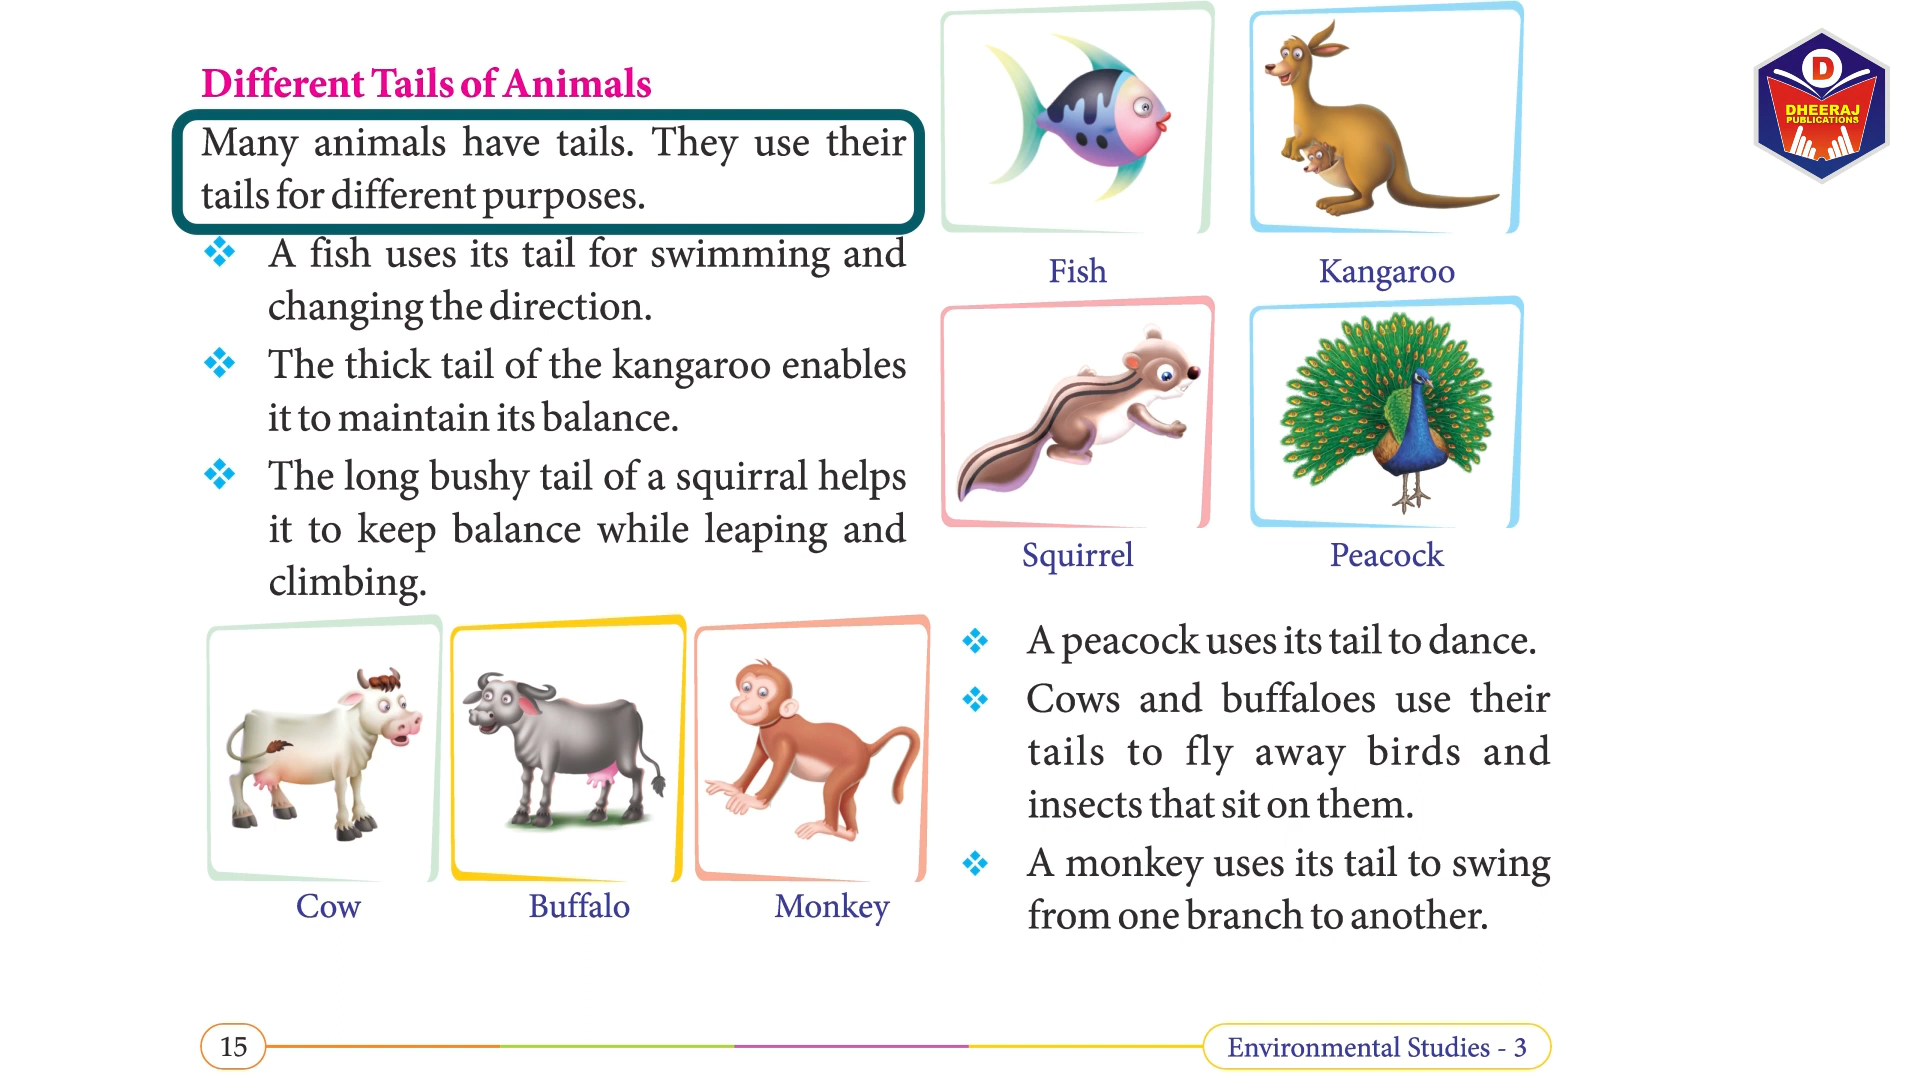 Different Tails of Animals
Many animals have tails. They use their
tails for different purposes.
❖ A fish uses its tail for swimming and
changing the direction.
❖ The thick tail of the kangaroo enables
it to maintain its balance.
❖ The long bushy tail of a squirral helps
it to keep balance while leaping and
climbing.
Fish
Kangaroo
Squirrel
Peacock
Cow
Buffalo
Monkey
❖ A peacock uses its tail to dance.
❖ Cows and buffaloes use their
tails to fly away birds and
insects that sit on them.
❖ A monkey uses its tail to swing
from one branch to another.
15
Environmental Studies - 3
D
DHEERAJ
PUBLICATIONS